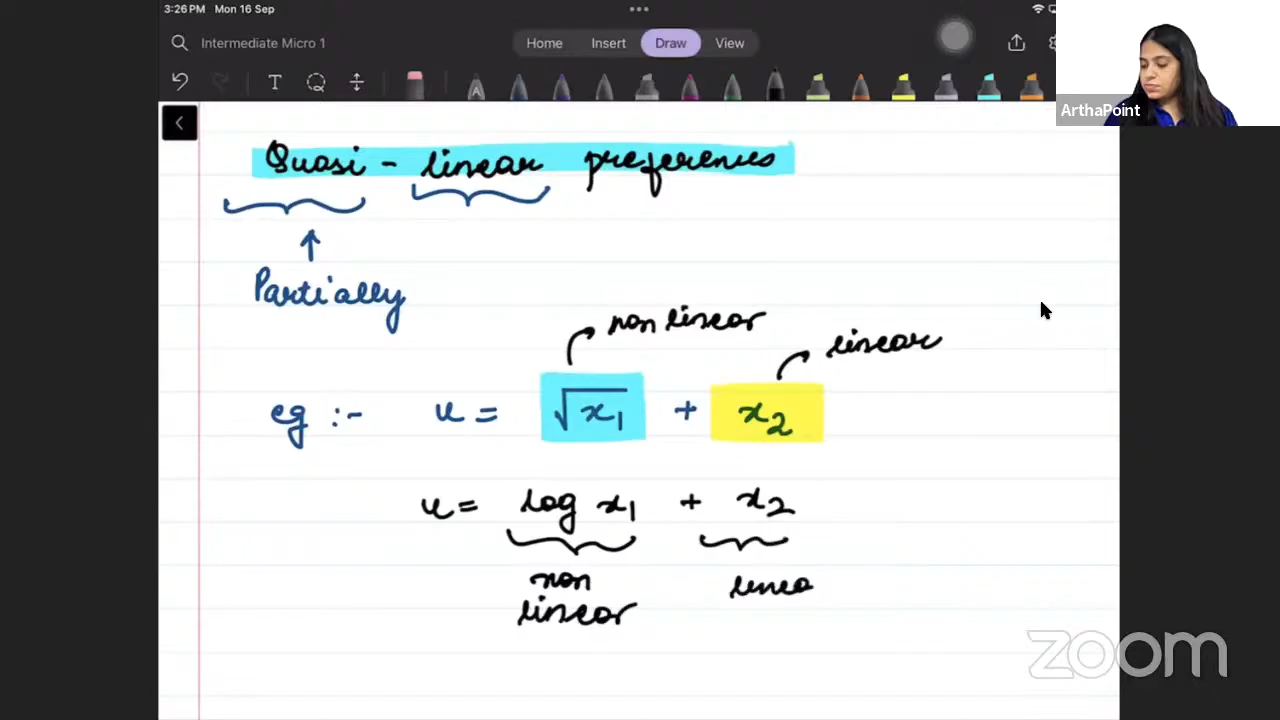 3:26 PM Mon 16 Sep
Intermediate Micro 1
Home Insert Draw View
ArthaPoint
Quasi - linear preferences
Partially
non linear
linear
eg :- u = √x₁ + x₂
u = log x₁ + x₂
non linear
linea
zoom